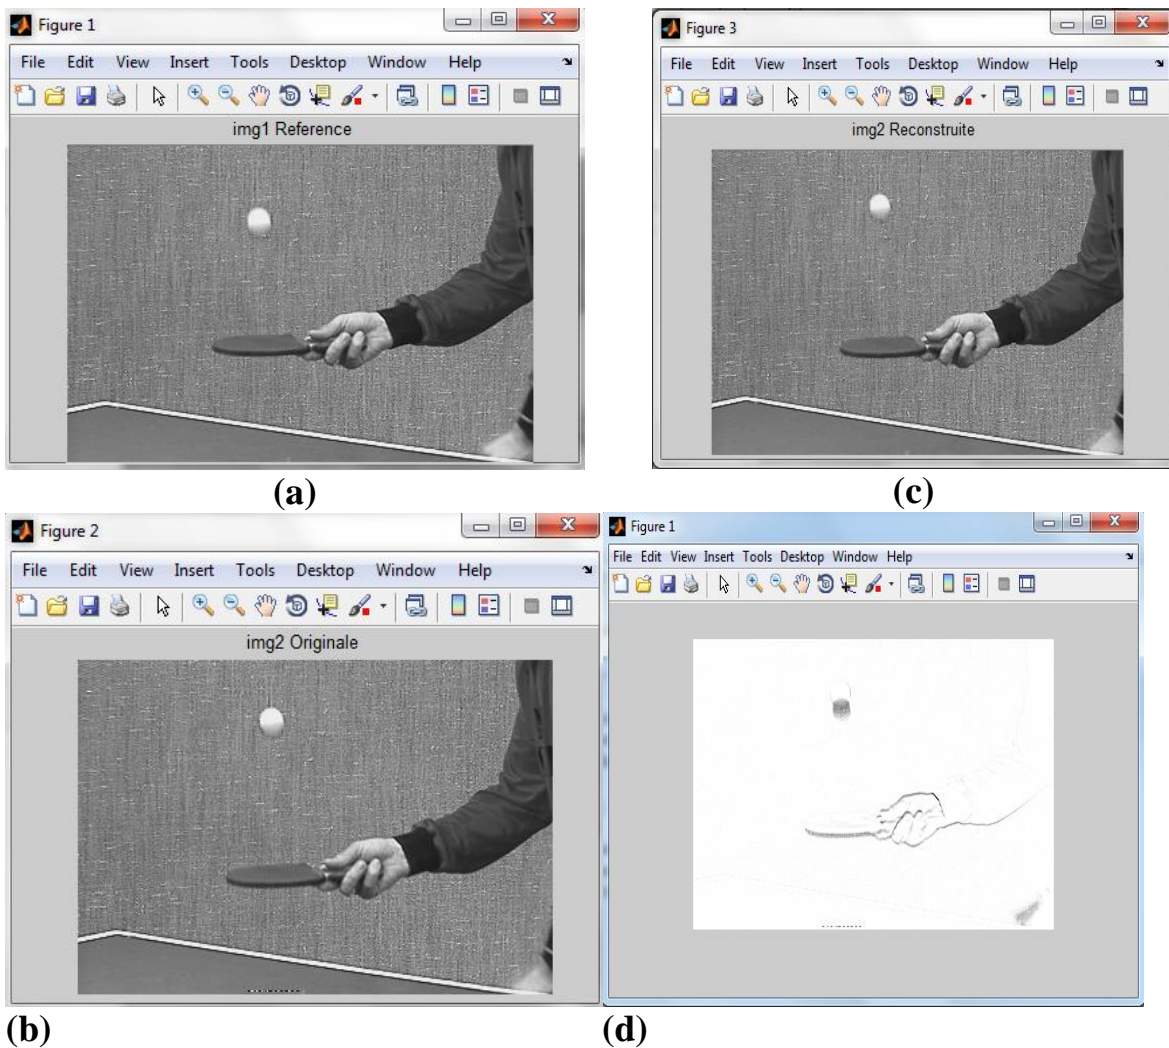 Figure 1
File Edit View Insert Tools Desktop Window Help
img1 Reference
(a)
Figure 3
File Edit View Insert Tools Desktop Window Help
img2 Reconstruite
(c)
Figure 2
File Edit View Insert Tools Desktop Window Help
img2 Originale
(b)
Figure 1
File Edit View Insert Tools Desktop Window Help
(d)